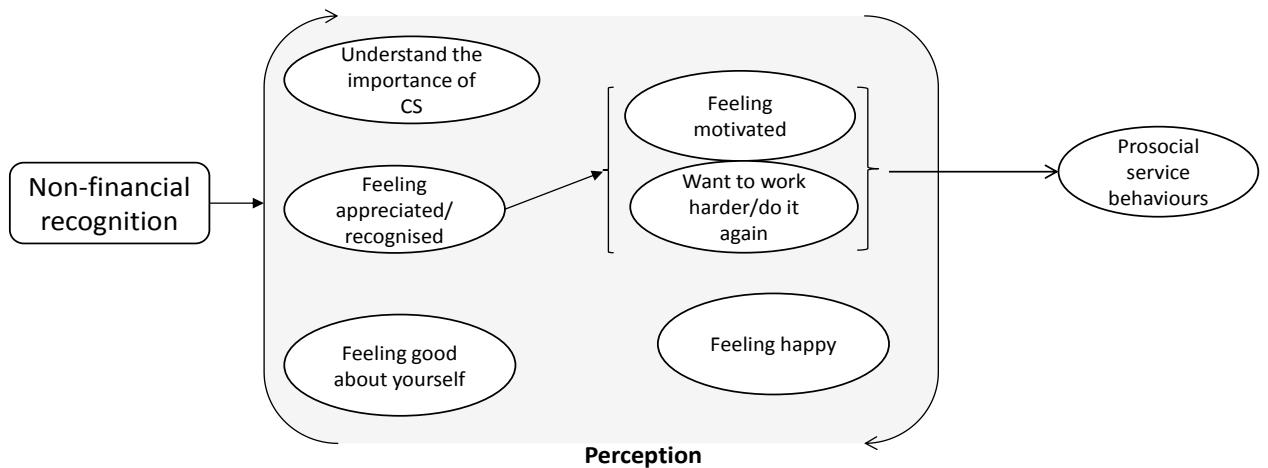 Non-financial
recognition
Understand the
importance of
CS
Feeling
appreciated/
recognised
Feeling good
about yourself
Feeling
motivated
Want to work
harder/do it
again
Feeling happy
Prosocial
service
behaviours
Perception